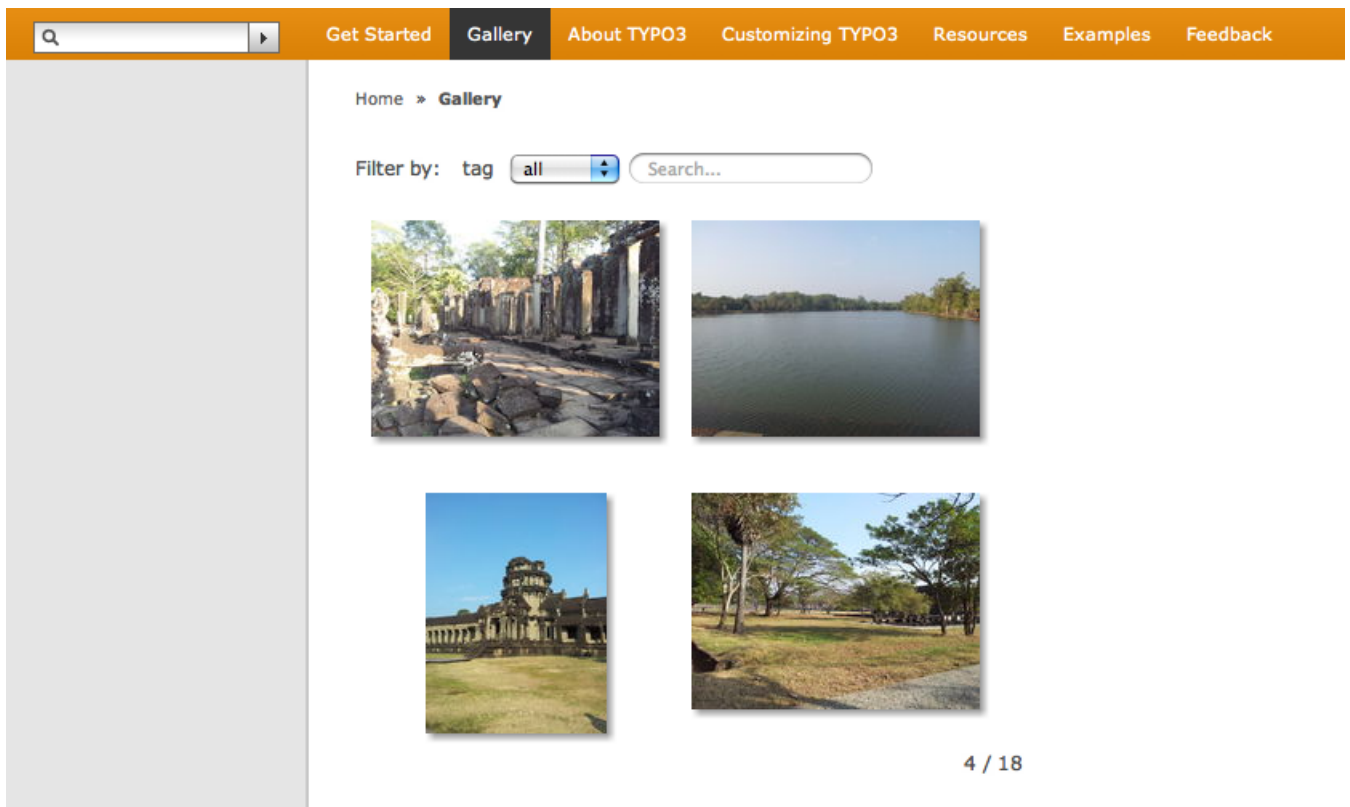 Get Started Gallery About TYPO3 Customizing TYPO3 Resources Examples Feedback
Home » Gallery
Filter by: tag all Search...
4 / 18